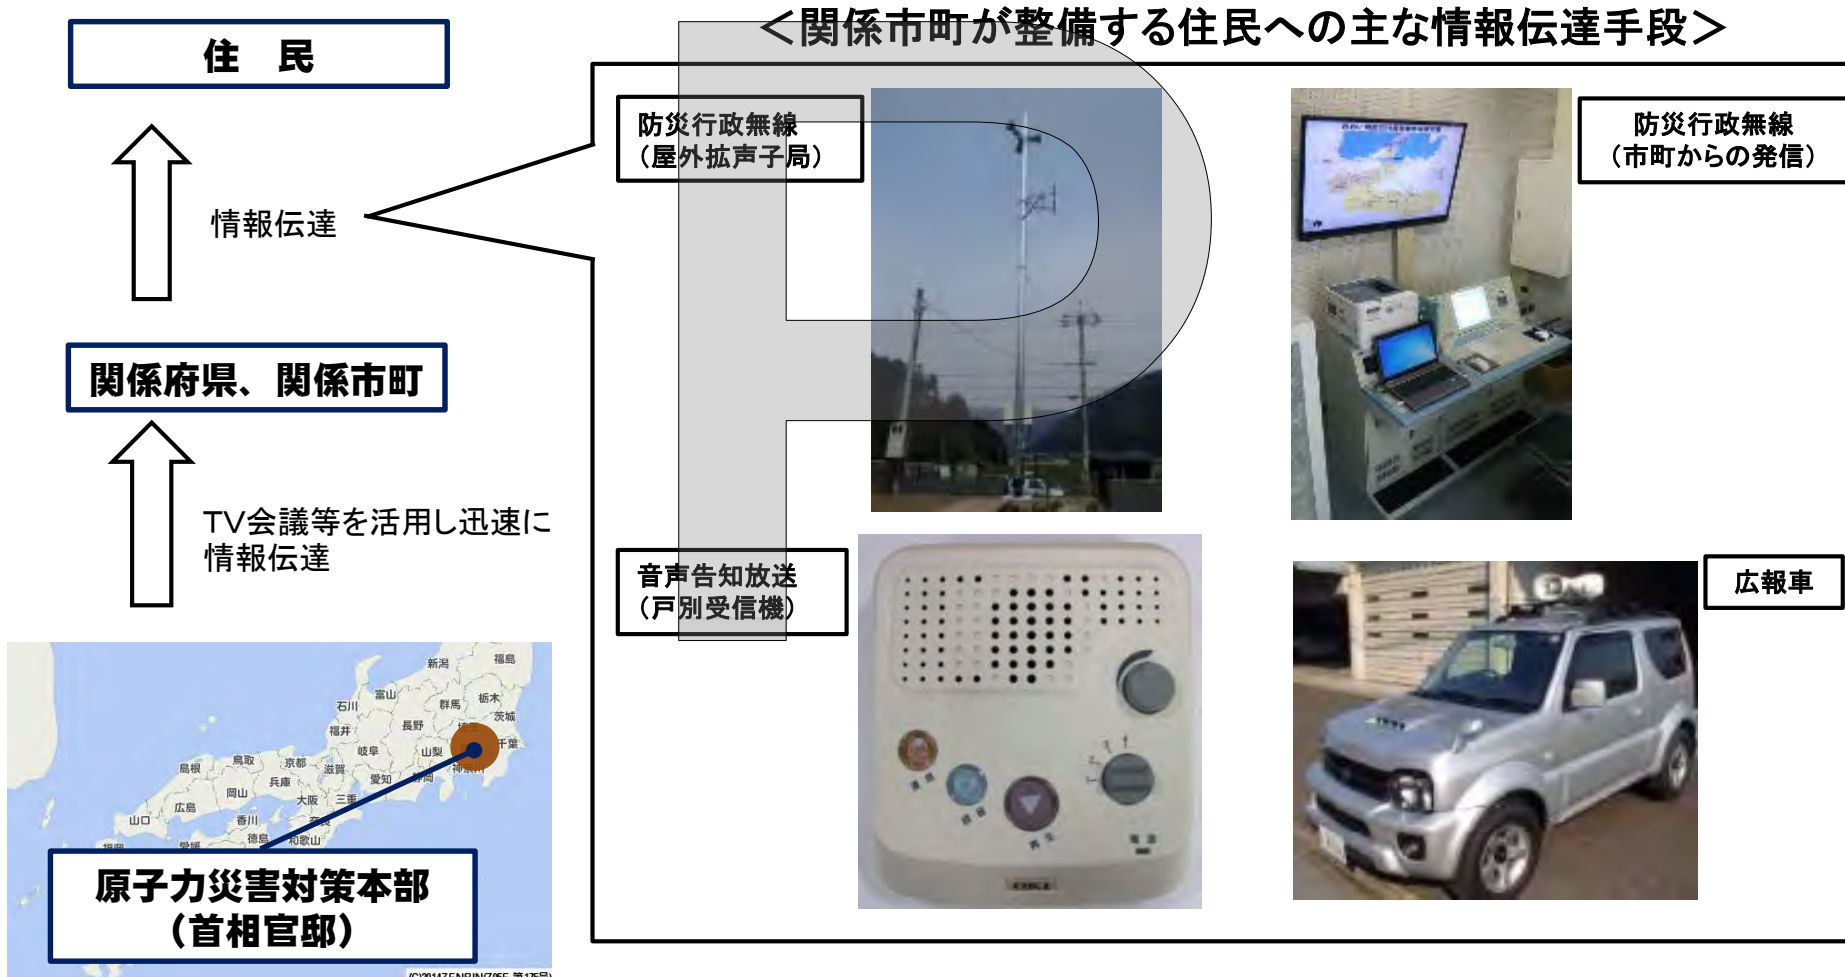 <関係市町が整備する住民への主な情報伝達手段>
住 民
防災行政無線
(屋外拡声子局)
防災行政無線
(市町からの発信)
情報伝達
関係府県、関係市町
TV会議等を活用し迅速に
情報伝達
音声告知放送
(戸別受信機)
広報車
P
新潟
福島
富山
石川
群馬
栃木
茨城
長野
福井
岐阜
山梨
千葉
神奈川
島根
鳥取
京都
滋賀
愛知
静岡
兵庫
岡山
広島
大阪
三重
山口
香川
奈良
徳島
和歌山
原子力災害対策本部
(首相官邸)
再生
電源